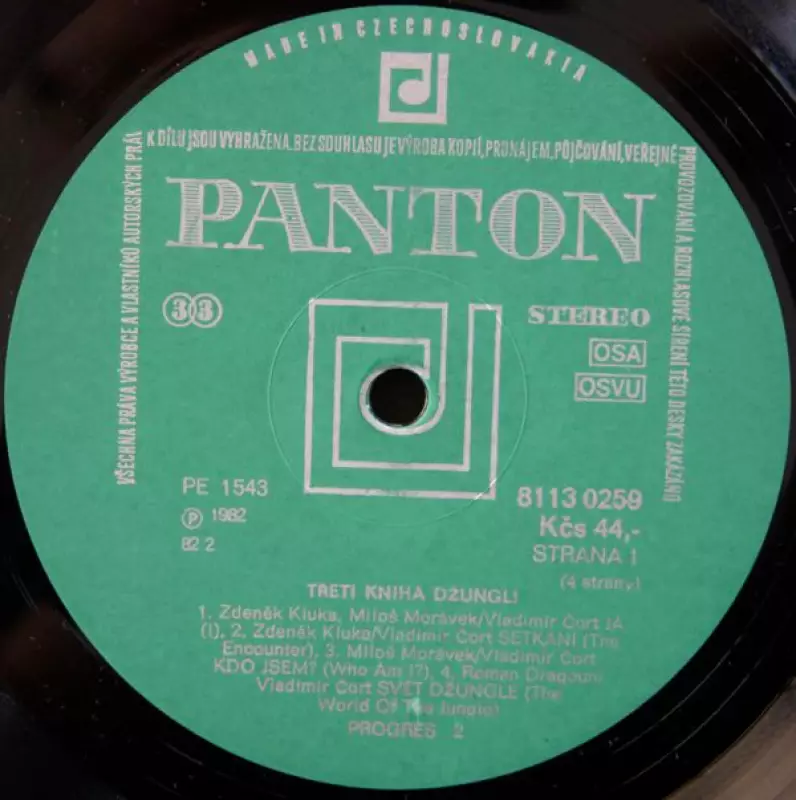 MADE IN CZECHOSLOVAKIA
VŠECHNA PRÁVA VÝROBCE A VLASTNÍKŮ AUTORSKÝCH PRÁV
K DÍLU JSOU VYHRAŽENA. BEZ SOUHLASU JE VÝROBA KOPIÍ, PRONÁJEM, PŮJČOVÁNÍ, VEŘEJNÉ
PROVOZOVÁNÍ A ROZHLASOVÉ ŠÍŘENÍ TÉTO DESKY ZAKÁZÁNO
PANTON
33
STEREO
OSA
OSVU
PE 1543
8113 0259
Ⓟ 1982
Kčs 44,-
82 2
STRANA 1
(4 strany)
TŘETÍ KNIHA DŽUNGLÍ
1. Zdeněk Kluka, Miloš Morávek/Vladimír Čort JÁ
(I), 2. Zdeněk Kluka/Vladimír Čort SETKÁNÍ (The
Encounter), 3. Miloš Morávek/Vladimír Čort
KDO JSEM? (Who Am I?), 4. Roman Dragoun/
Vladimír Čort SVĚT DŽUNGLE (The
World Of The Jungle)
PROGRES 2